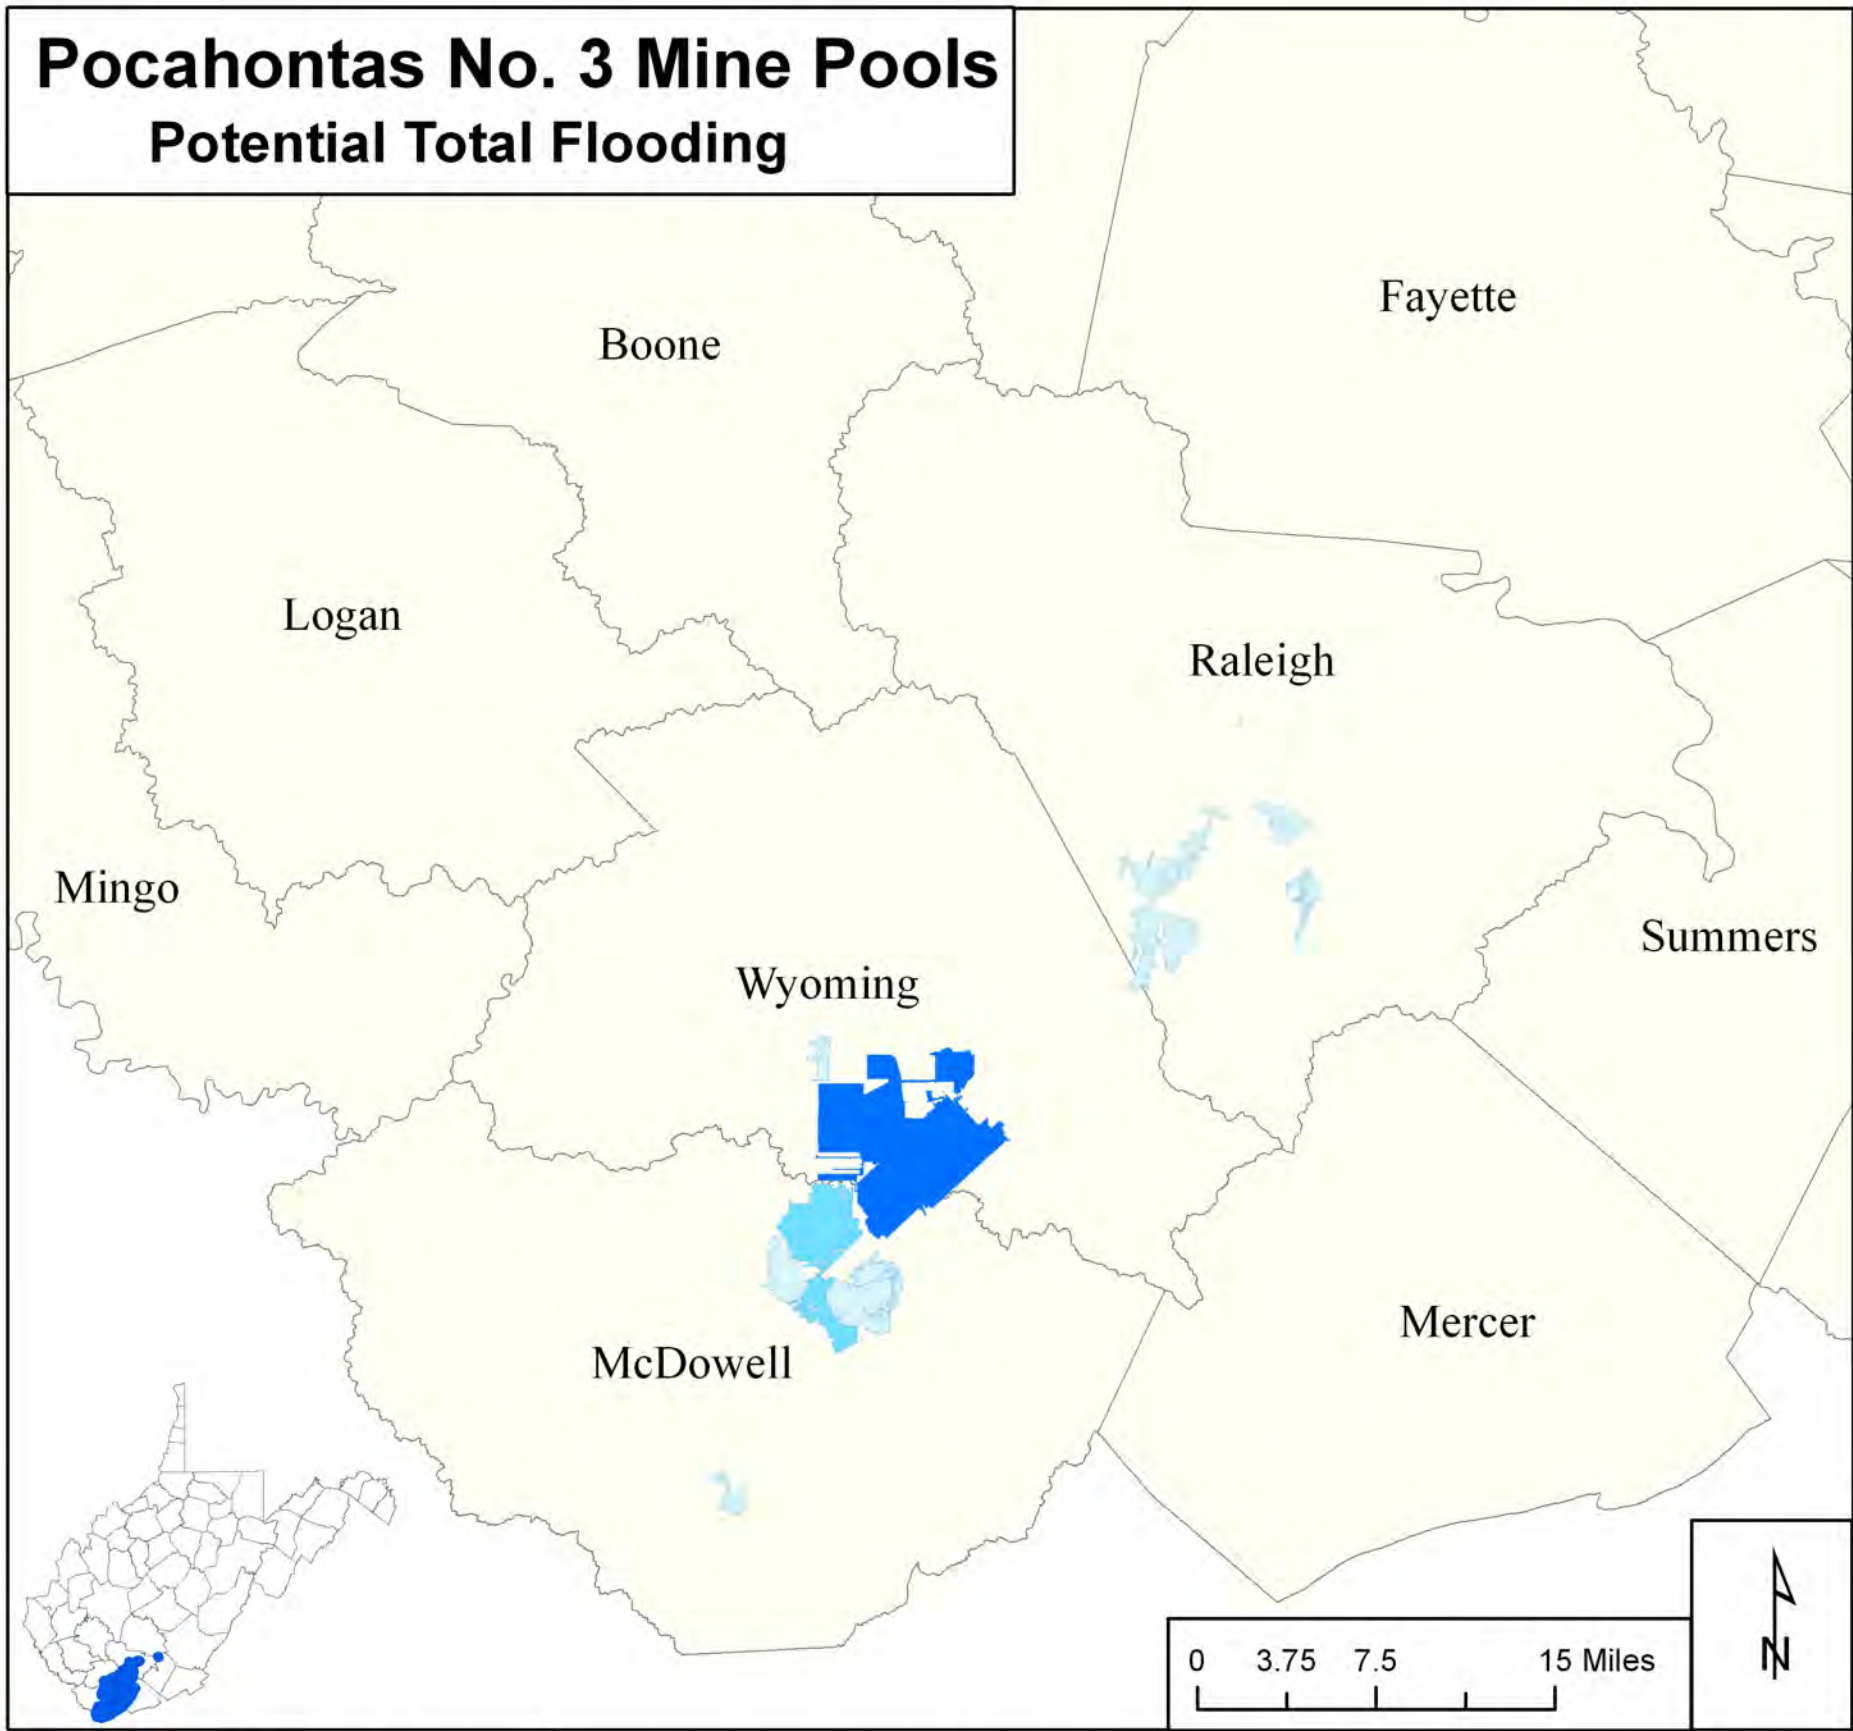 Pocahontas No. 3 Mine Pools
Potential Total Flooding
Fayette
Boone
Logan
Raleigh
Mingo
Summers
Wyoming
Mercer
McDowell
0 3.75 7.5 15 Miles
N